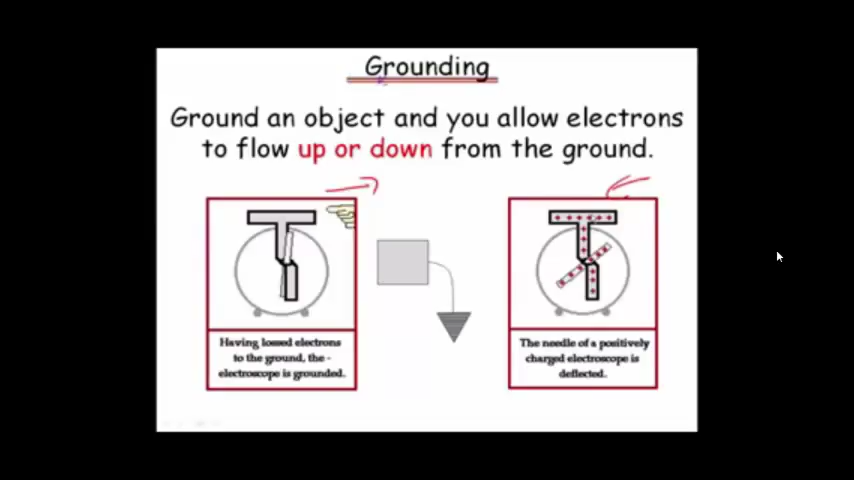 Grounding
Ground an object and you allow electrons
to flow up or down from the ground.
Having lossed electrons
to the ground, the -
electroscope is grounded.
The needle of a positively
charged electroscope is
deflected.